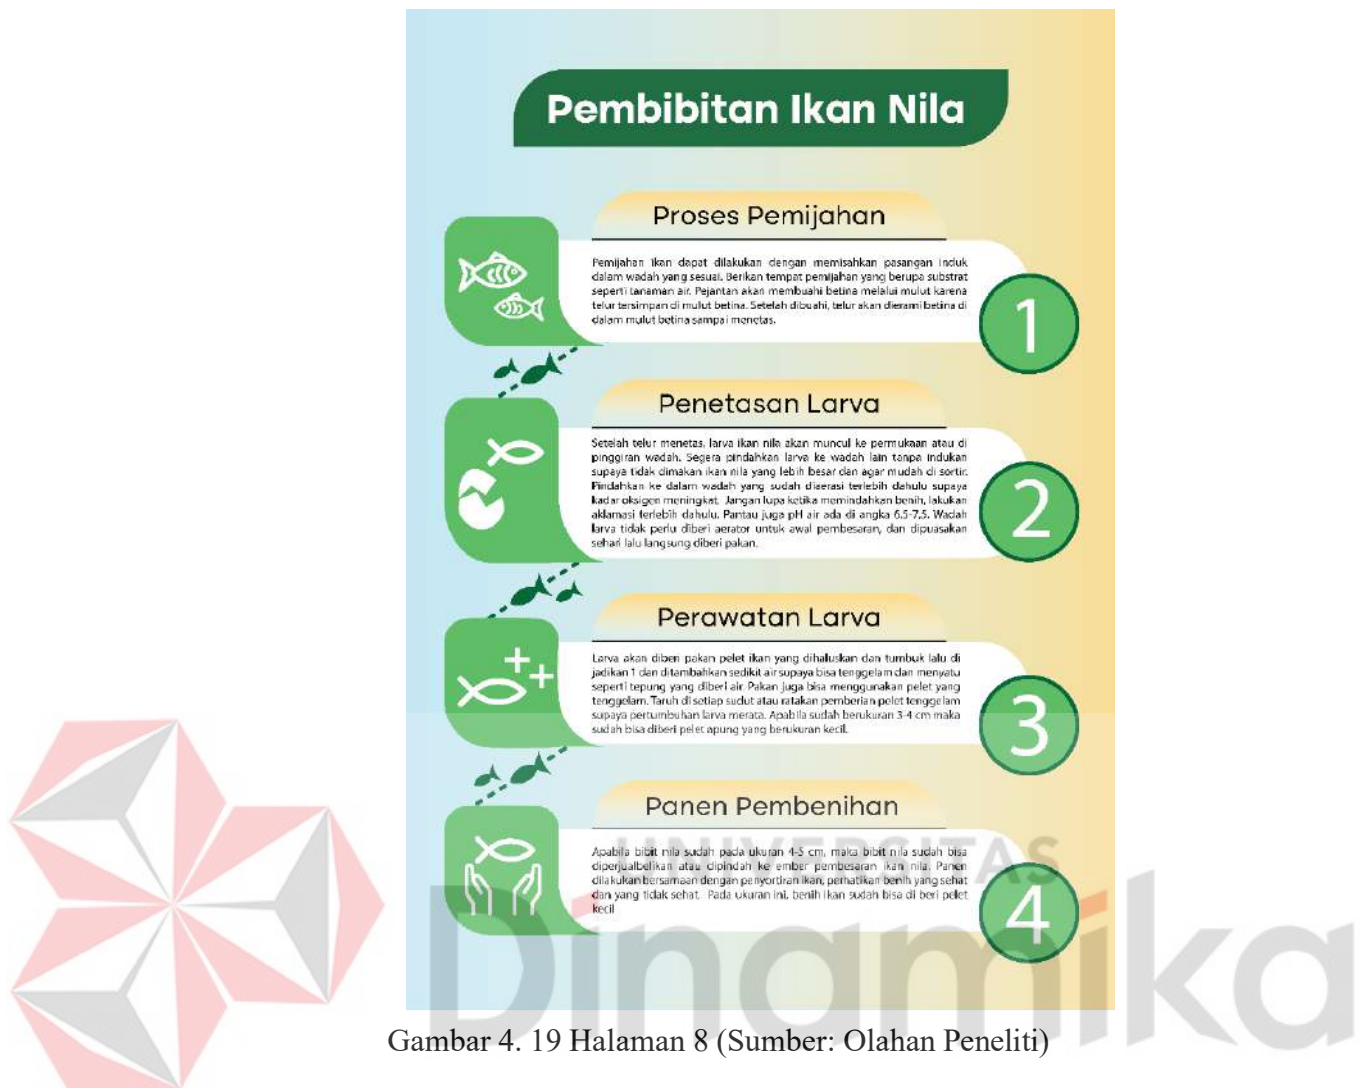 Pembibitan Ikan Nila
Proses Pemijahan
Pemijahan ikan dapat dilakukan dengan memisahkan pasangan induk
dalam wadah yang sesuai. Berikan tempat pemijahan yang berupa substrat
seperti tanaman air. Pejantan akan membuahi betina melalui mulut karena
telur tersimpan di mulut betina. Setelah dibuahi, telur akan dierami betina di
dalam mulut betina sampai menetas.
1
Penetasan Larva
Setelah telur menetas, larva ikan nila akan muncul ke permukaan atau di
pinggiran wadah. Segera pindahkan larva ke wadah lain tanpa indukan
supaya tidak dimakan ikan nila yang lebih besar dan agar mudah di sortir.
Pindahkan ke dalam wadah yang sudah diaerasi terlebih dahulu supaya
kadar oksigen meningkat. Jangan lupa ketika memindahkan benih, lakukan
aklamasi terlebih dahulu. Pantau juga pH air ada di angka 6,5-7,5. Wadah
larva tidak perlu diberi aerator untuk awal pembesaran, dan dipuasakan
sehari lalu langsung diberi pakan.
2
Perawatan Larva
Larva akan diberi pakan pelet ikan yang dihaluskan dan tumbuk lalu di
jadikan 1 dan ditambahkan sedikit air supaya bisa tenggelam dan menyatu
seperti tepung yang diberi air. Pakan juga bisa menggunakan pelet yang
tenggelam. Taruh di setiap sudut atau ratakan pemberian pelet tenggelam
supaya pertumbuhan larva merata. Apabila sudah berukuran 3-4 cm maka
sudah bisa diberi pelet apung yang berukuran kecil.
3
Panen Pembenihan
Apabila bibit nila sudah pada ukuran 4-5 cm, maka bibit nila sudah bisa
diperjualbelikan atau dipindah ke ember pembesaran ikan nila. Panen
dilakukan bersamaan dengan penyortiran ikan, perhatikan benih yang sehat
dan yang tidak sehat. Pada ukuran ini, benih ikan sudah bisa di beri pelet
kecil
4
UNIVERSITAS
Dinamika
Gambar 4. 19 Halaman 8 (Sumber: Olahan Peneliti)